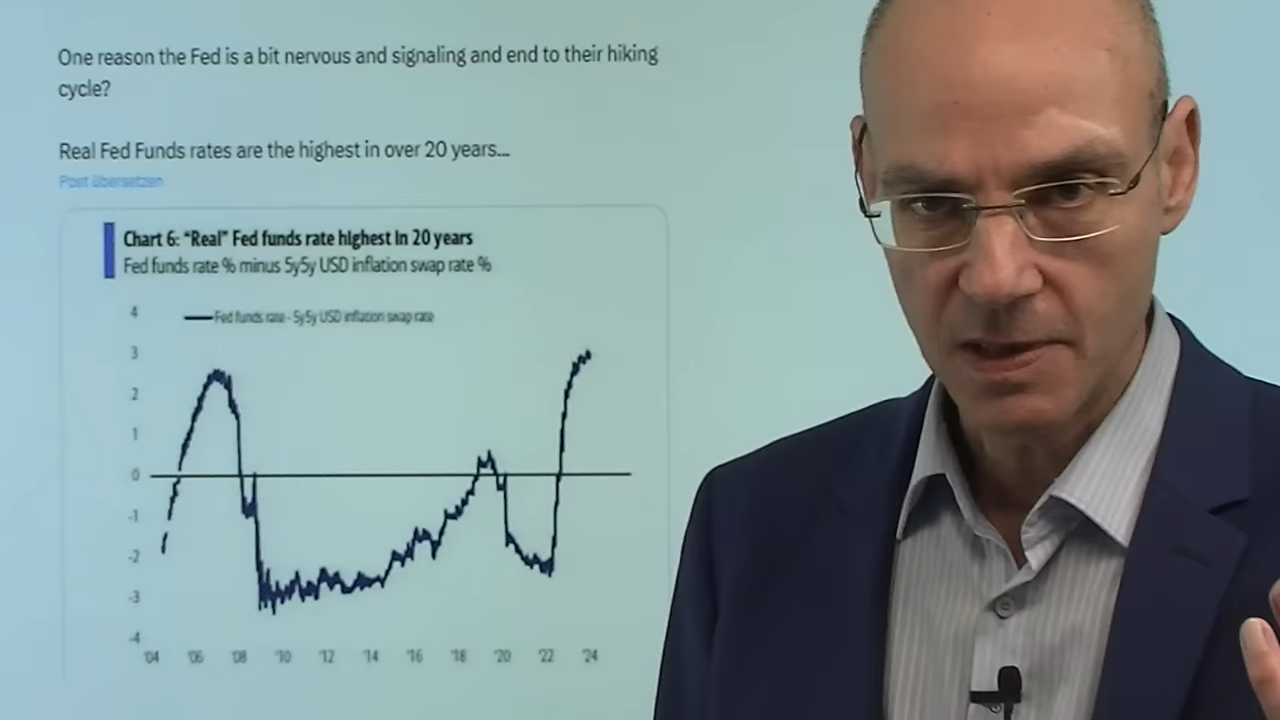 One reason the Fed is a bit nervous and signaling and end to their hiking
cycle?
Real Fed Funds rates are the highest in over 20 years...
Post übersetzen
Chart 6: “Real” Fed funds rate highest in 20 years
Fed funds rate % minus 5y5y USD inflation swap rate %
4
Fed funds rate - 5y5y USD inflation swap rate
3
2
1
0
-1
-2
-3
-4
'04 '06 '08 '10 '12 '14 '16 '18 '20 '22 '24